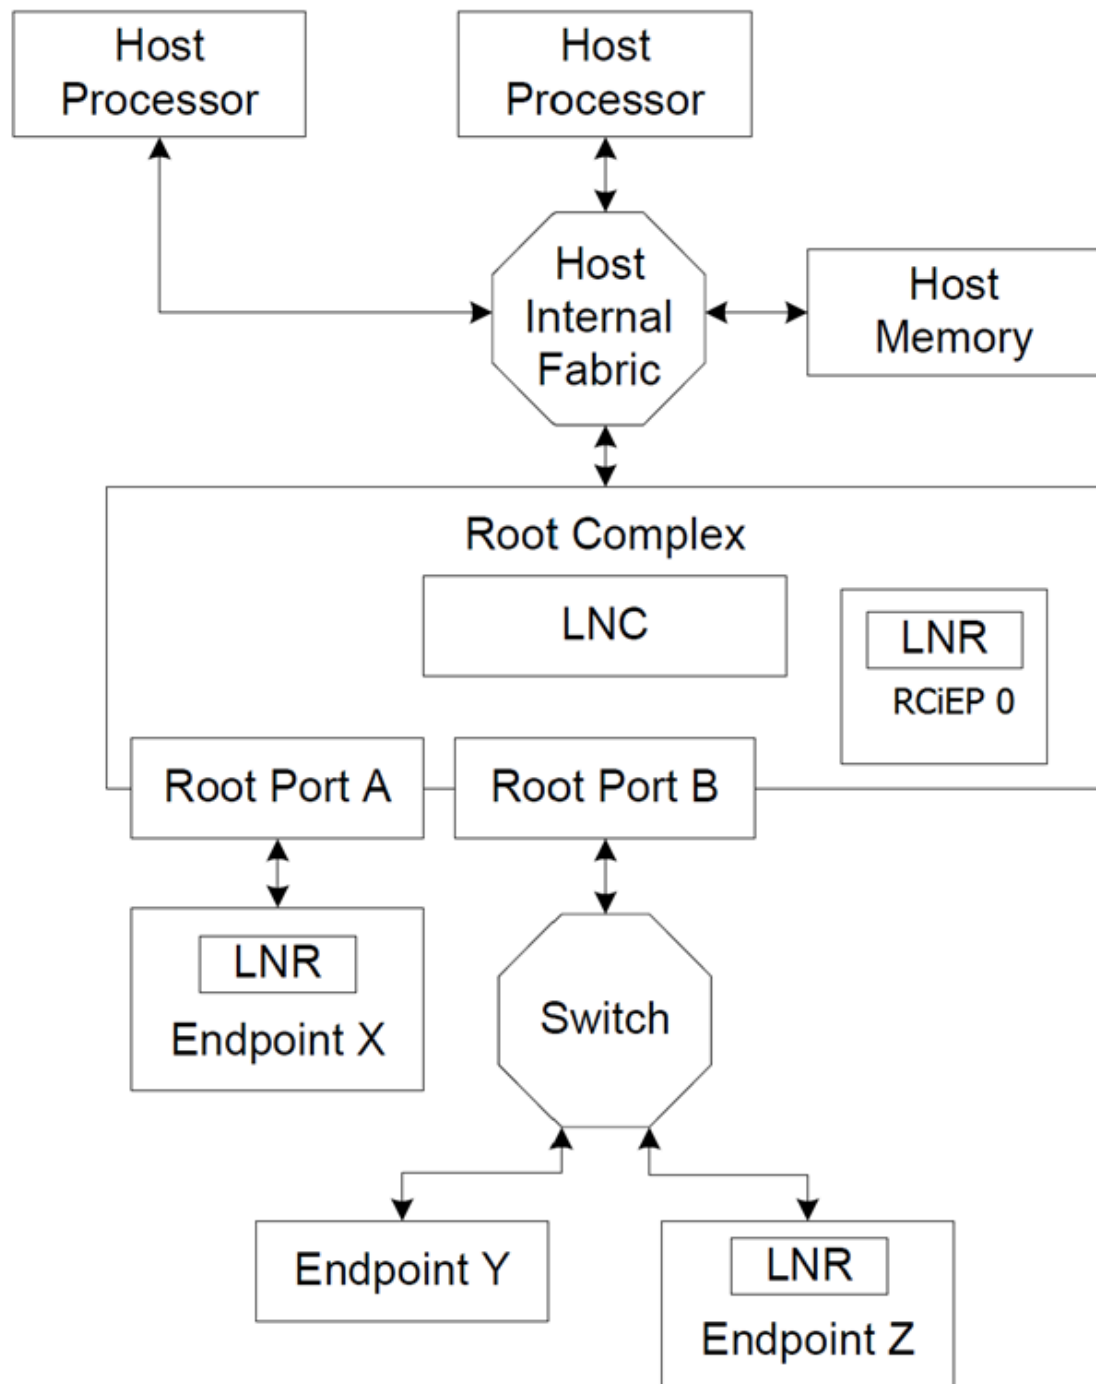 Host
Processor
Host
Processor
Host
Internal
Fabric
Host
Memory
Root Complex
LNC
LNR
RCiEP 0
Root Port A
Root Port B
LNR
Endpoint X
Switch
Endpoint Y
LNR
Endpoint Z